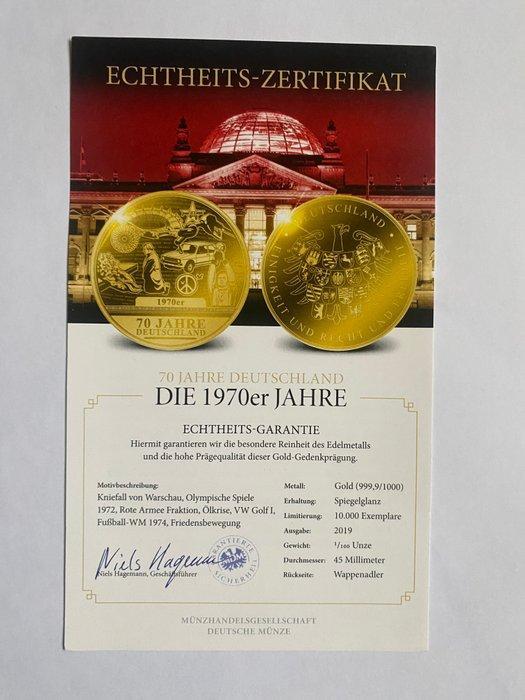 ECHTHEITS-ZERTIFIKAT
1970er
70 JAHRE
DEUTSCHLAND
DEUTSCHLAND
EINIGKEIT UND RECHT UND
70 JAHRE DEUTSCHLAND
DIE 1970er JAHRE
ECHTHEITS-GARANTIE
Hiermit garantieren wir die besondere Reinheit des Edelmetalls
und die hohe Prägequalität dieser Gold-Gedenkprägung.
Motivbeschreibung:
Kniefall von Warschau, Olympische Spiele
1972, Rote Armee Fraktion, Ölkrise, VW Golf I,
Fußball-WM 1974, Friedensbewegung
Niels Hagemann
Niels Hagemann, Geschäftsführer
GARANTIERTE
MDM
SICHERHEIT
Metall: Gold (999,9/1000)
Erhaltung: Spiegelglanz
Limitierung: 10.000 Exemplare
Ausgabe: 2019
Gewicht: 1/100 Unze
Durchmesser: 45 Millimeter
Rückseite: Wappenadler
MÜNZHANDELSGESELLSCHAFT
DEUTSCHE MÜNZE